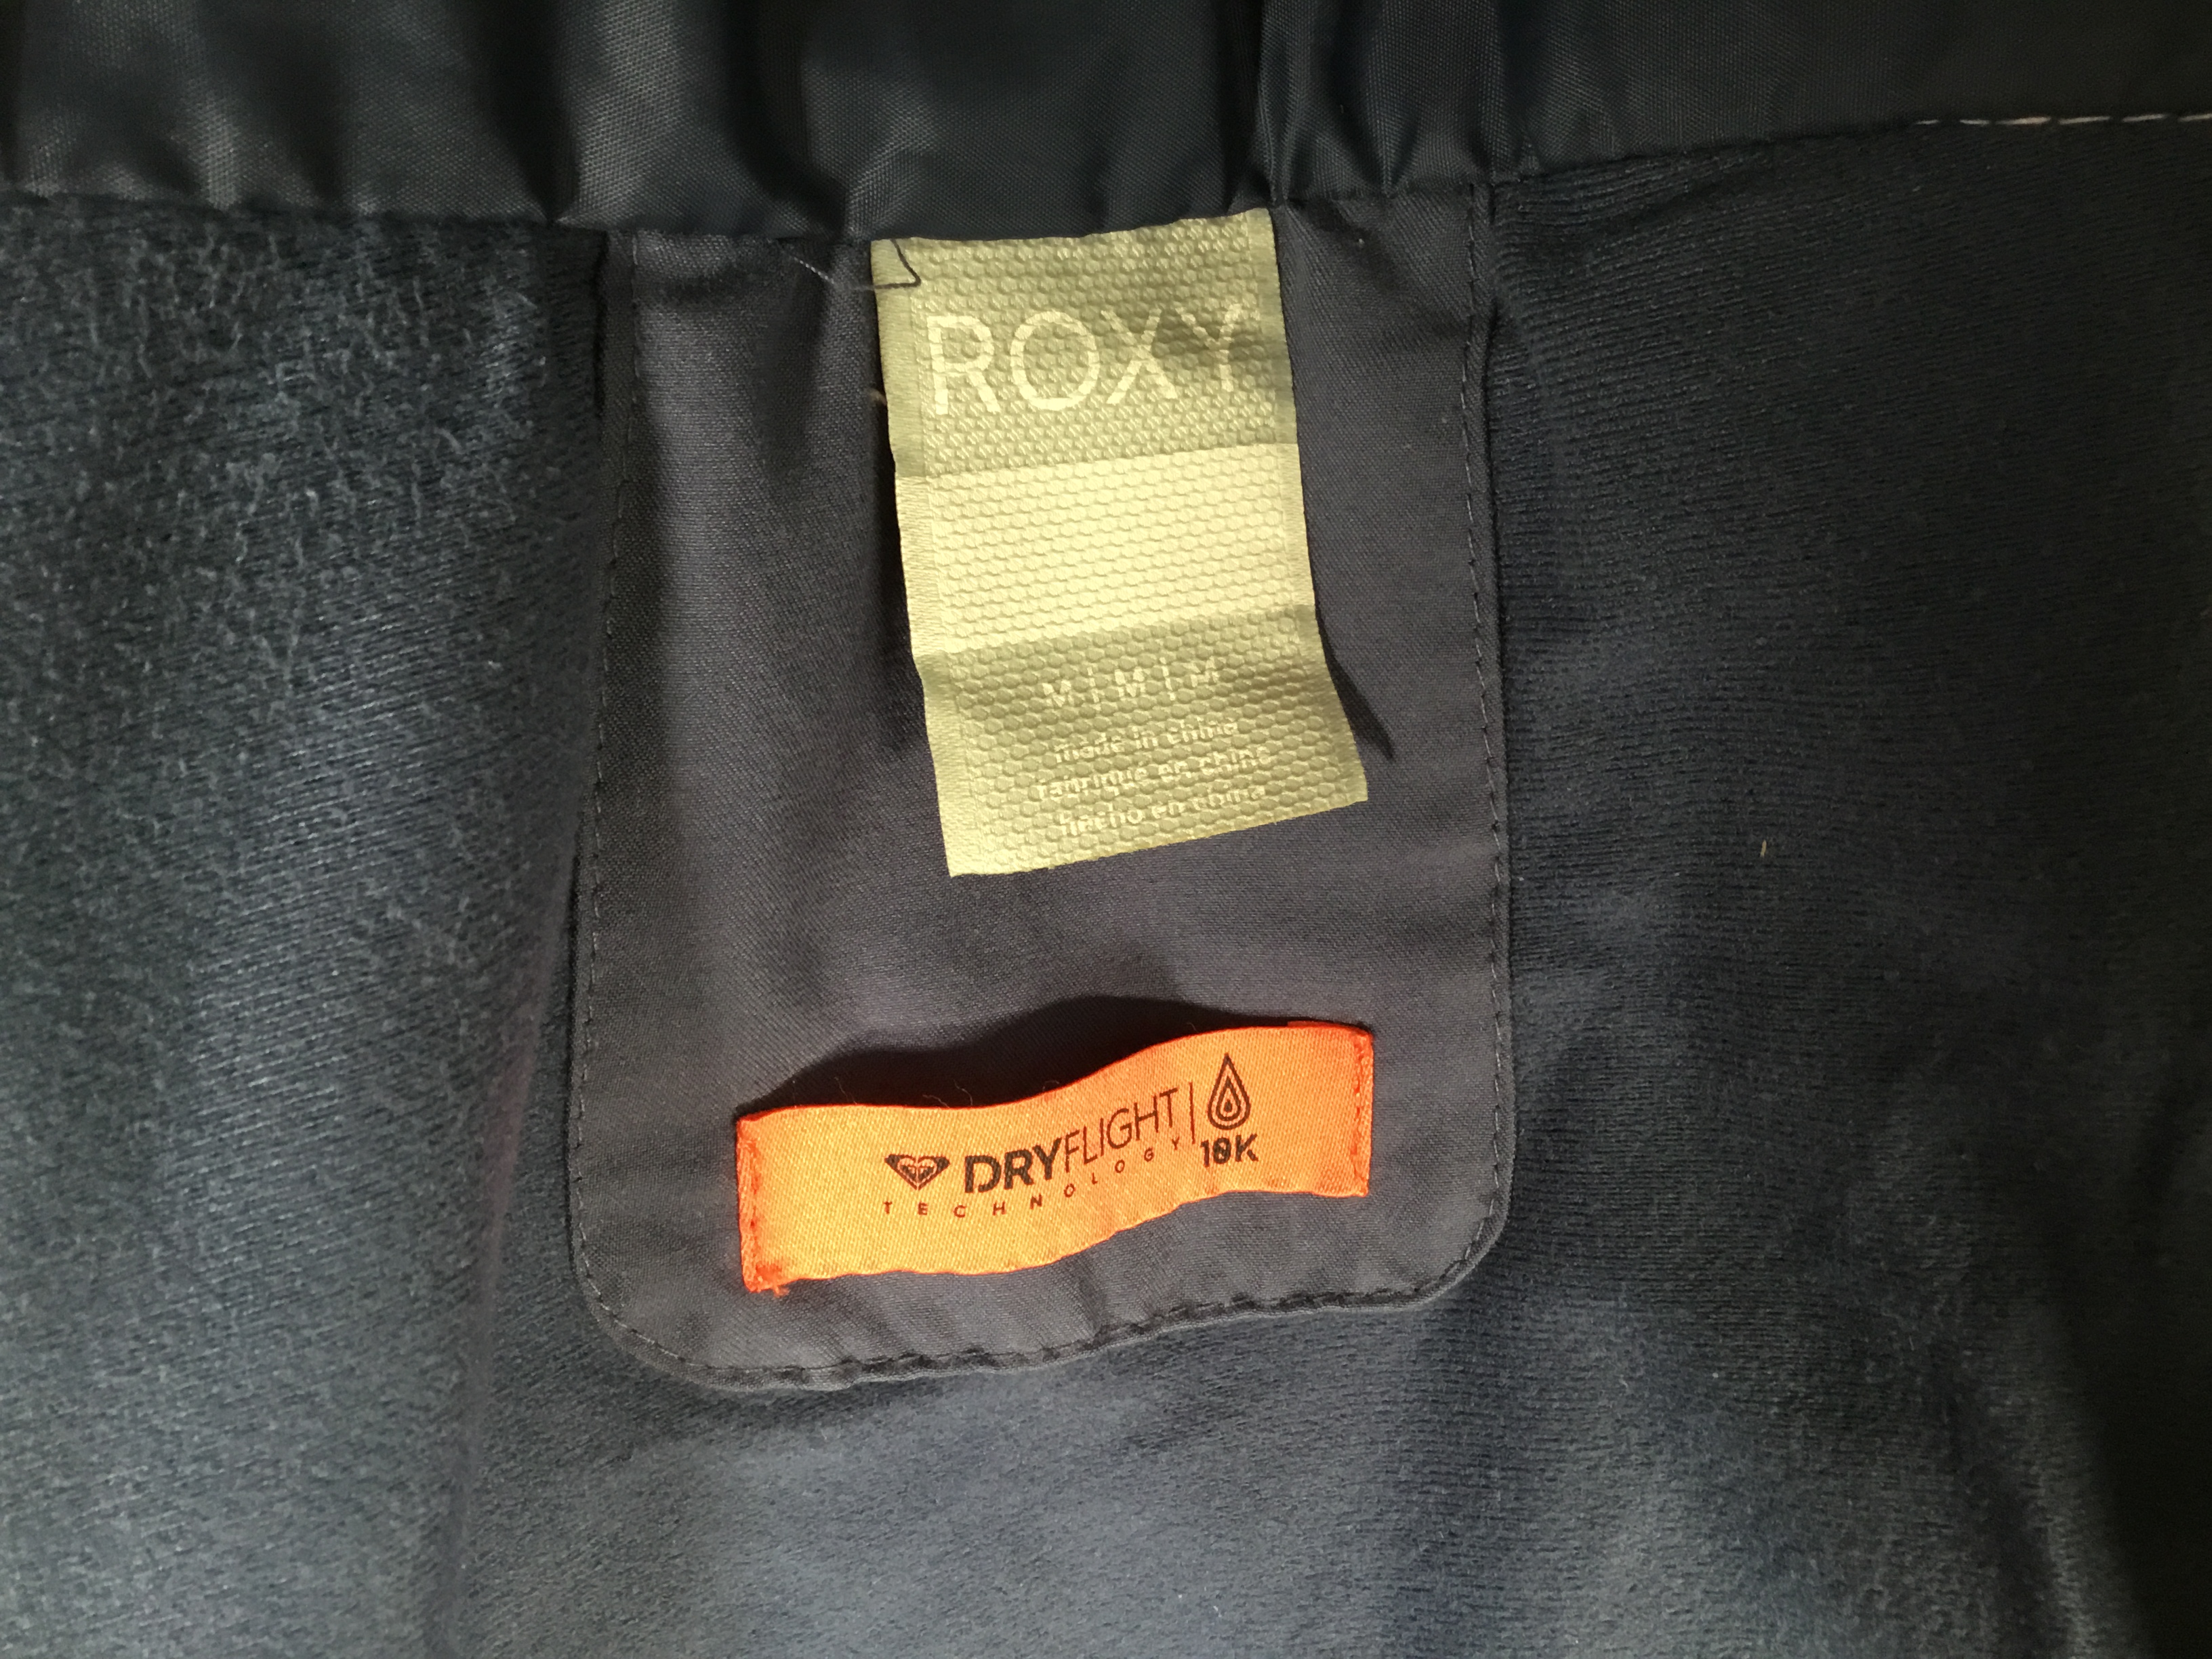 ROXY
M | M | M
made in china
fabriqué en chine
hecho en china
DRYFLIGHT
TECHNOLOGY
10K